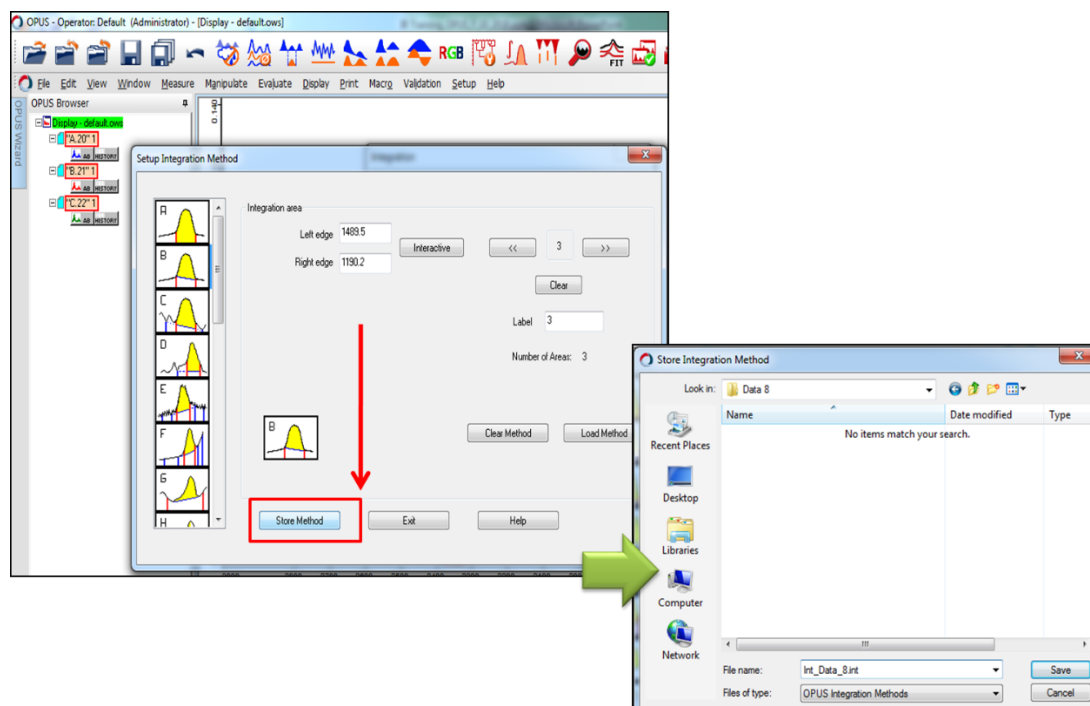 OPUS - Operator: Default (Administrator) - [Display - default.ows]
RGB
FIT
File Edit View Window Measure Manipulate Evaluate Display Print Macro Validation Setup Help
OPUS Wizard
OPUS Browser
Display - default.ows
"A.20" 1
AB HISTORY
"B.21" 1
AB HISTORY
"C.22" 1
AB HISTORY
0.140
Setup Integration Method
Integration
A
B
C
D
E
F
G
H
Integration area
Left edge 1489.5
Right edge 1190.2
Interactive
<< 3 >>
Clear
Label 3
Number of Areas: 3
B
Clear Method Load Method
Store Method Exit Help
Store Integration Method
Look in: Data 8
Name Date modified Type
No items match your search.
Recent Places
Desktop
Libraries
Computer
Network
File name: Int_Data_8.int Save
Files of type: OPUS Integration Methods Cancel